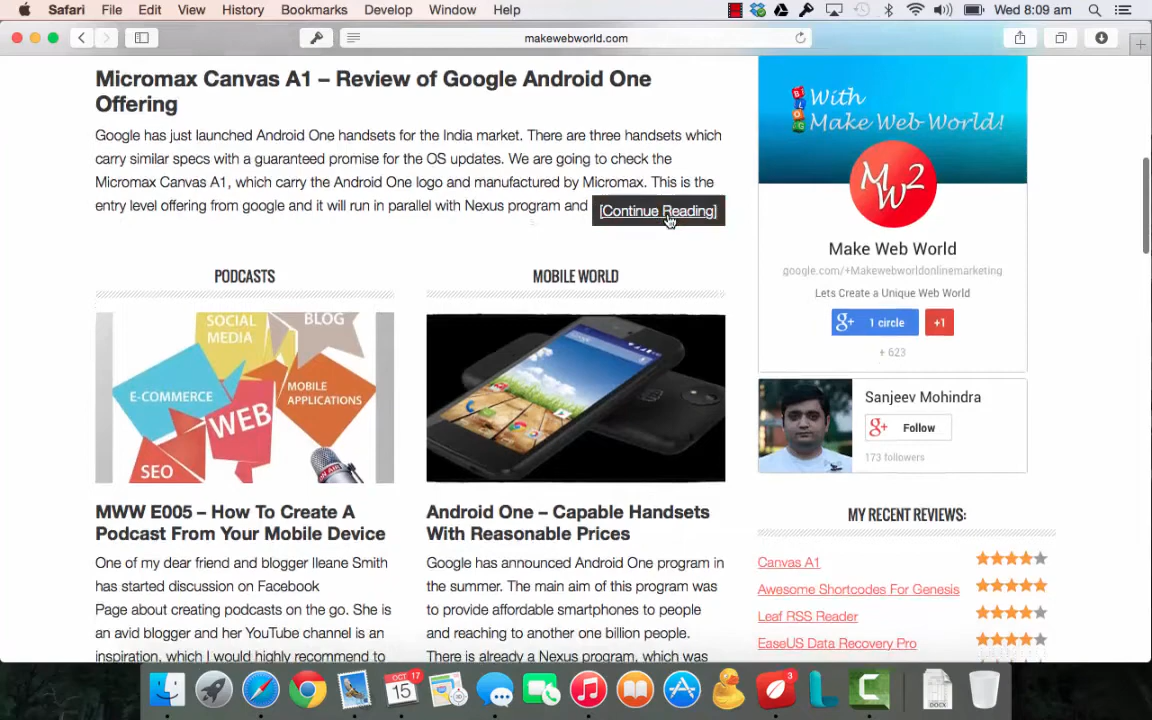 Safari File Edit View History Bookmarks Develop Window Help Wed 8:09 am
makewebworld.com
Micromax Canvas A1 – Review of Google Android One
Offering
Google has just launched Android One handsets for the India market. There are three handsets which
carry similar specs with a guaranteed promise for the OS updates. We are going to check the
Micromax Canvas A1, which carry the Android One logo and manufactured by Micromax. This is the
entry level offering from google and it will run in parallel with Nexus program and [Continue Reading]
PODCASTS
SOCIAL
MEDIA
BLOG
E-COMMERCE
MOBILE
APPLICATIONS
WEB
SEO
ON AIR
MWW E005 – How To Create A
Podcast From Your Mobile Device
One of my dear friend and blogger Ileane Smith
has started discussion on Facebook
Page about creating podcasts on the go. She is
an avid blogger and her YouTube channel is an
inspiration, which I would highly recommend to
MOBILE WORLD
Android One – Capable Handsets
With Reasonable Prices
Google has announced Android One program in
the summer. The main aim of this program was
to provide affordable smartphones to people
and reaching to another one billion people.
There is already a Nexus program, which was
BLOG
With
Make Web World!
MW2
Make Web World
google.com/+Makewebworldonlinemarketing
Lets Create a Unique Web World
g+ 1 circle +1
+ 623
Sanjeev Mohindra
g+ Follow
173 followers
MY RECENT REVIEWS:
Canvas A1
Awesome Shortcodes For Genesis
Leaf RSS Reader
EaseUS Data Recovery Pro
OCT 17
15
3
L
C
DOCX